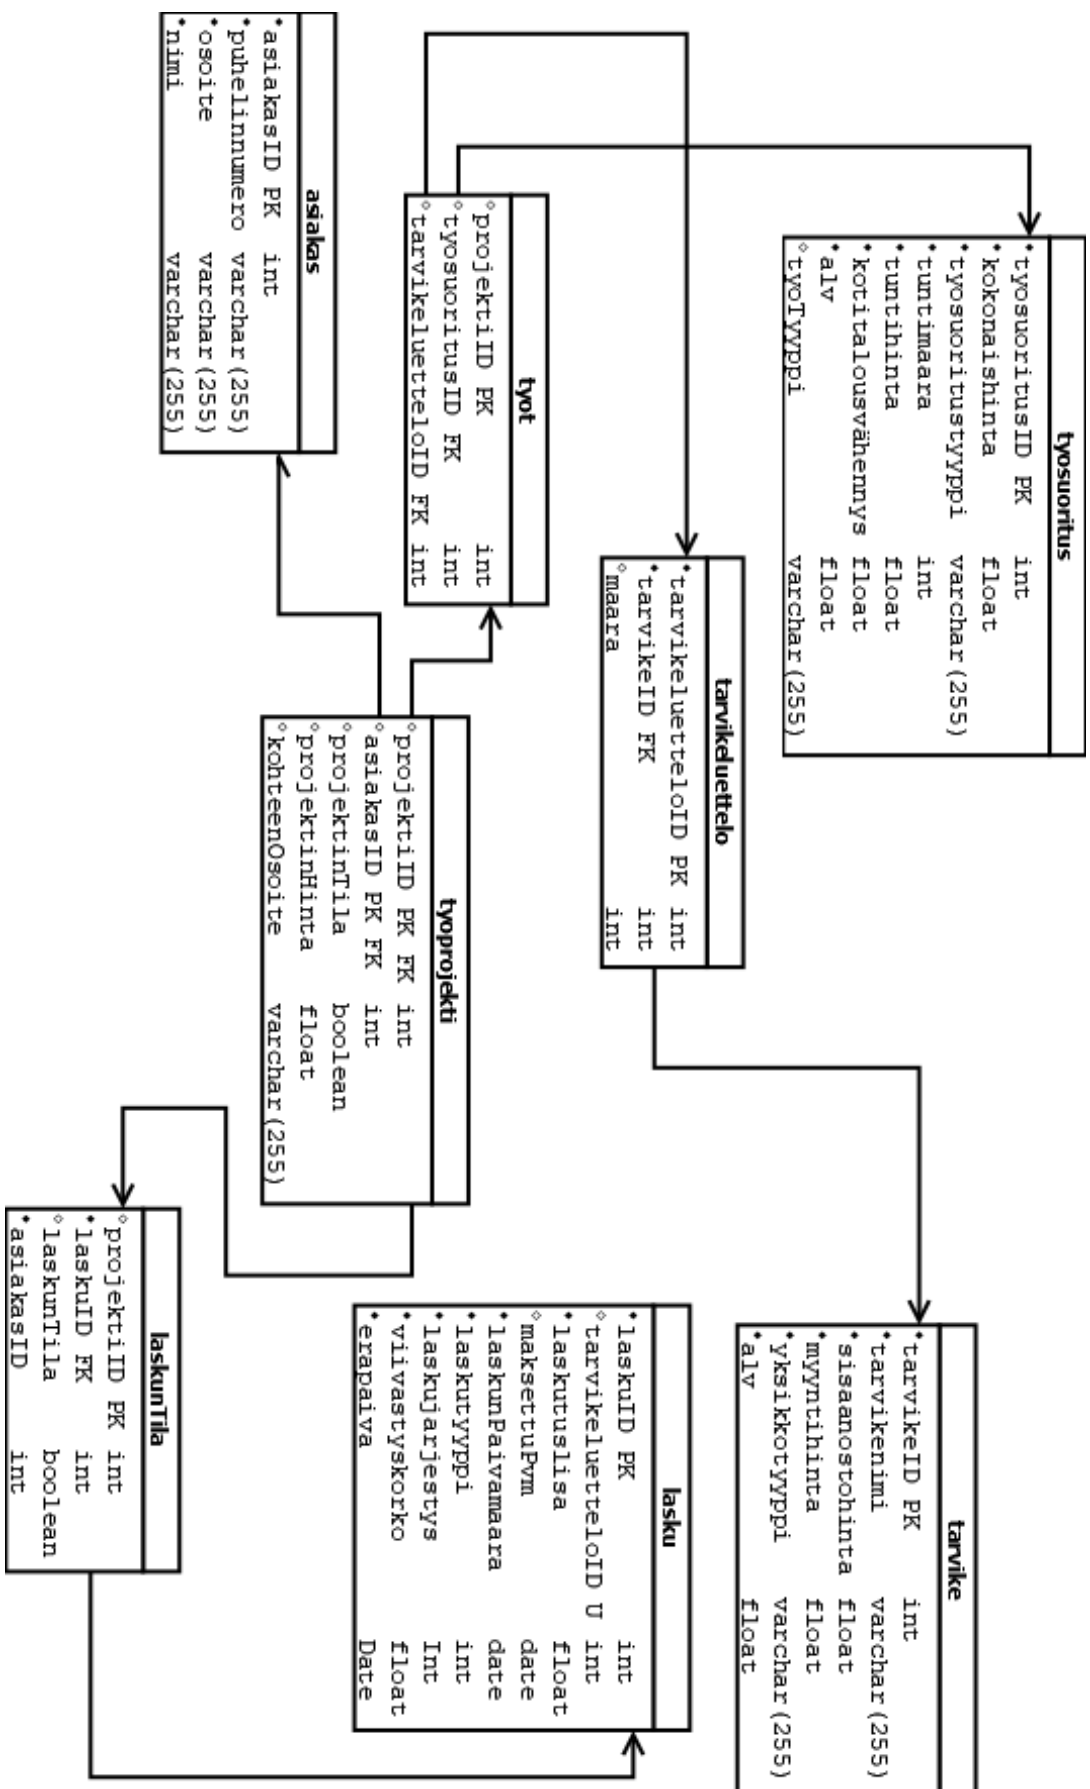 tyosuoritus
tyosuoritusID PK int
kokonaishinta float
tyosuoritustyyppi varchar(255)
tuntimaara int
tuntihinta float
kotitalousvähennys float
alv float
tyoTyyppi varchar(255)
tarvike
tarvikeID PK int
tarvikenimi varchar(255)
sisaanostohinta float
myyntihinta float
yksikkotyyppi varchar(255)
alv float
tarvikeluettelo
tarvikeluetteloID PK int
tarvikeID FK int
maara int
tyot
projektiID PK int
tyosuoritusID FK int
tarvikeluetteloID FK int
lasku
laskuID PK int
tarvikeluetteloID U int
laskutuslisa float
maksettuPvm date
laskunPaivamaara date
laskutyyppi int
laskujarjestys Int
viivastyskorko float
erapaiva Date
tyoprojekti
projektiID PK FK int
asiakasID PK FK int
projektinTila boolean
projektinHinta float
kohteenOsoite varchar(255)
asiakas
asiakasID PK int
puhelinnumero varchar(255)
osoite varchar(255)
nimi varchar(255)
laskunTila
projektiID PK int
laskuID FK int
laskunTila boolean
asiakasID int